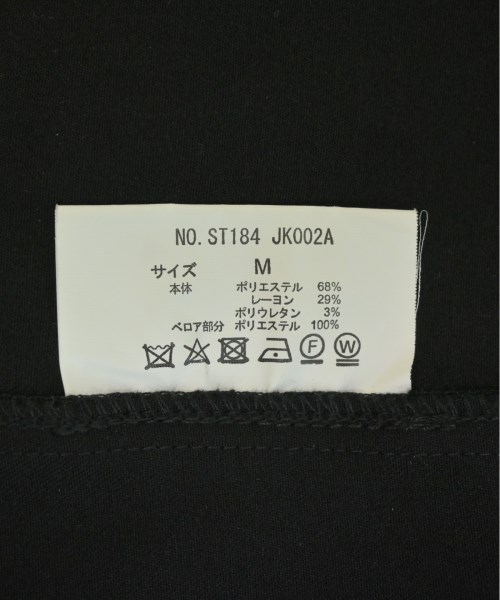 NO. ST184 JK002A
サイズ M
本体 ポリエステル 68%
レーヨン 29%
ポリウレタン 3%
ベロア部分 ポリエステル 100%
F W